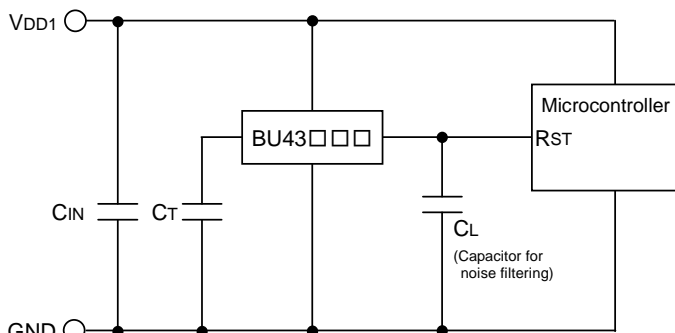 VDD1
Microcontroller
BU43□□□
RST
CIN
CT
CL
(Capacitor for
noise filtering)
GND